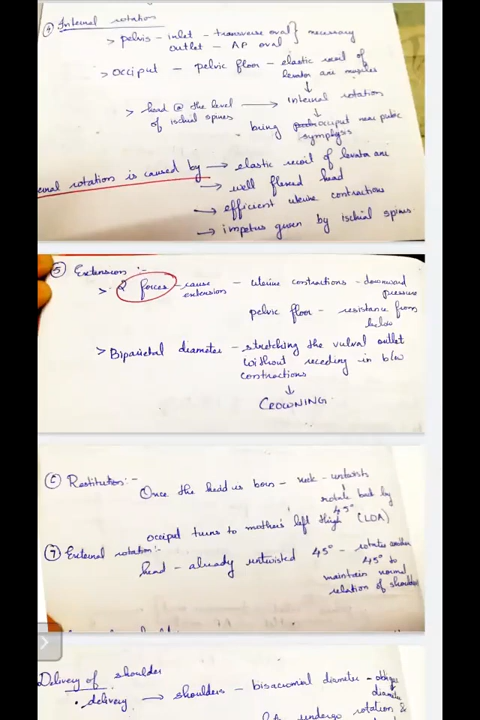 ④ Internal rotation
> pelvis - inlet - transverse oval } necessary
outlet - AP oval
> occiput - pelvic floor - elastic recoil of
levator ani muscles
↓
> head @ the level → Internal rotation
of ischial spines ↓
- bring occiput near pubic
symphysis
ernal rotation is caused by → elastic recoil of levator ani
→ well flexed head
→ efficient uterine contractions
→ impetus given by ischial spines
⑤ Extension :-
> 2 forces - cause - uterine contractions - downward
extension pressure
pelvic floor - resistance from
below
> Biparietal diameter - stretching the vulval outlet
without receding in b/w
contractions
↓
CROWNING
⑥ Restitution:-
Once the head is born - neck - untwists
rotate back by
45°
occiput turns to mother's left thigh (LOA)
⑦ External rotation:-
head - already untwisted 45° - rotates another
45° to
maintain normal
relation of shoulder
Delivery of shoulder
• delivery → shoulders - bisacromial diameter - oblique
diameter
undergo rotation &